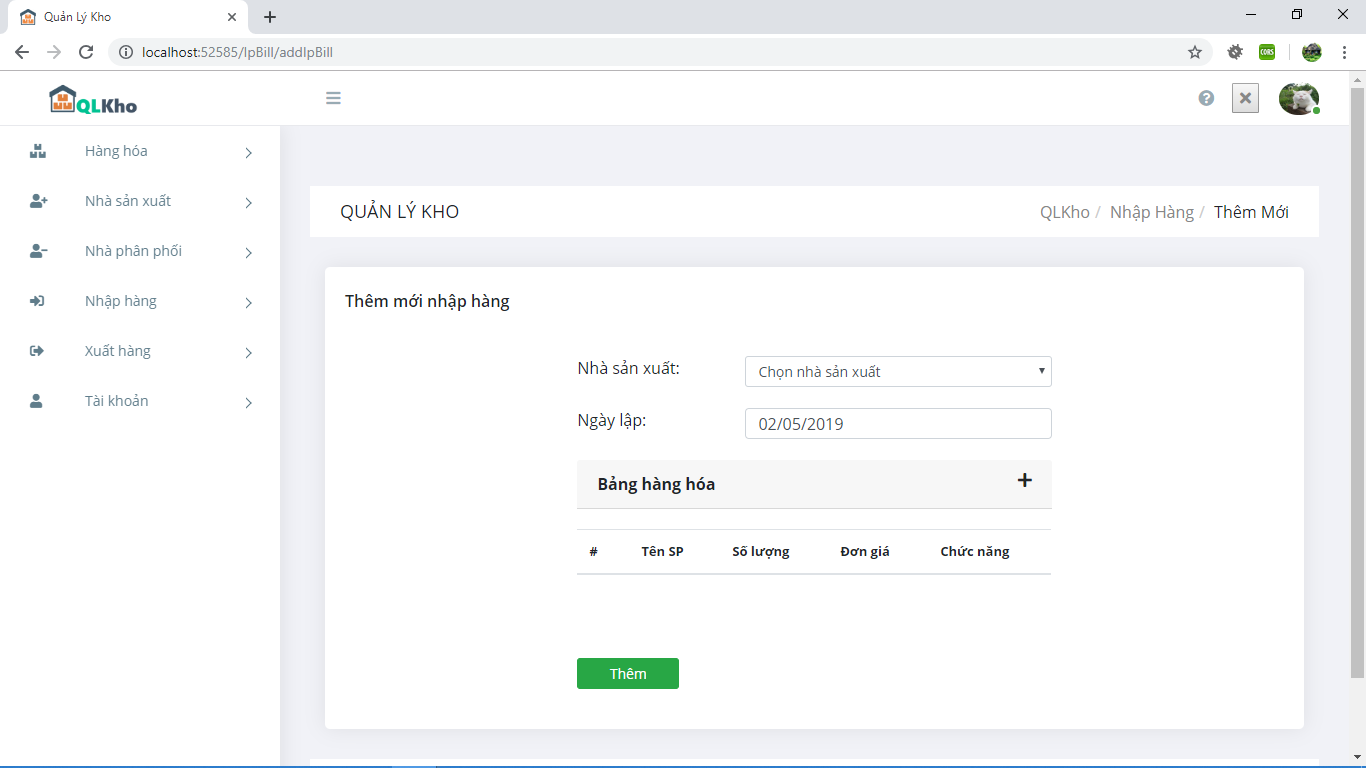 Quản Lý Kho
localhost:52585/IpBill/addIpBill
CORS
QLKho
Hàng hóa
Nhà sản xuất
Nhà phân phối
Nhập hàng
Xuất hàng
Tài khoản
QUẢN LÝ KHO
QLKho / Nhập Hàng / Thêm Mới
Thêm mới nhập hàng
Nhà sản xuất: Chọn nhà sản xuất
Ngày lập: 02/05/2019
Bảng hàng hóa +
# Tên SP Số lượng Đơn giá Chức năng
Thêm